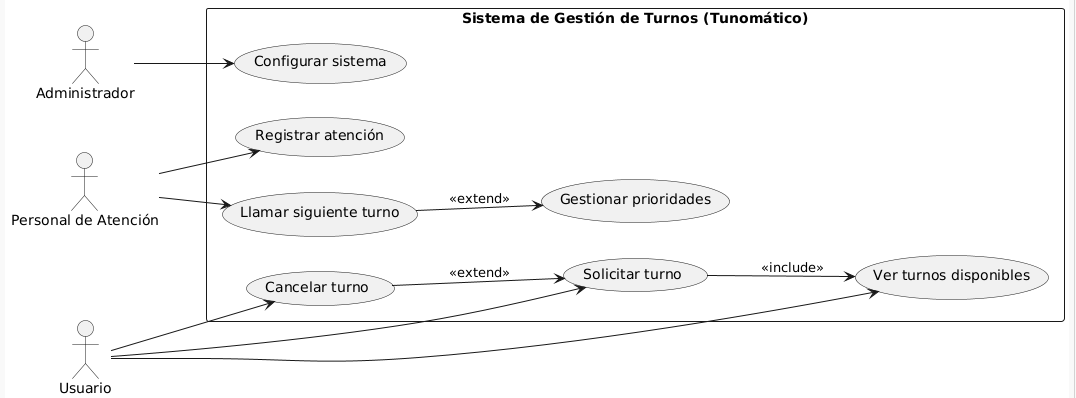 Sistema de Gestión de Turnos (Tunomático)
Configurar sistema
Administrador
Registrar atención
Personal de Atención
Llamar siguiente turno
«extend»
Gestionar prioridades
Cancelar turno
«extend»
Solicitar turno
«include»
Ver turnos disponibles
Usuario